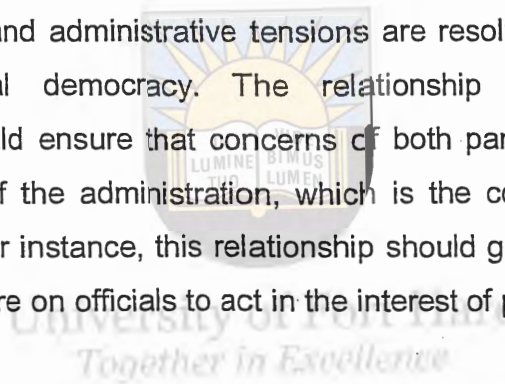 and administrative tensions are resol
al democracy. The relationship
ld ensure that concerns of both par
LUMINE BIMUS
TUO LUMEN
f the administration, which is the co
r instance, this relationship should g
re on officials to act in the interest of p
University of Fort Har
Together in Excellence